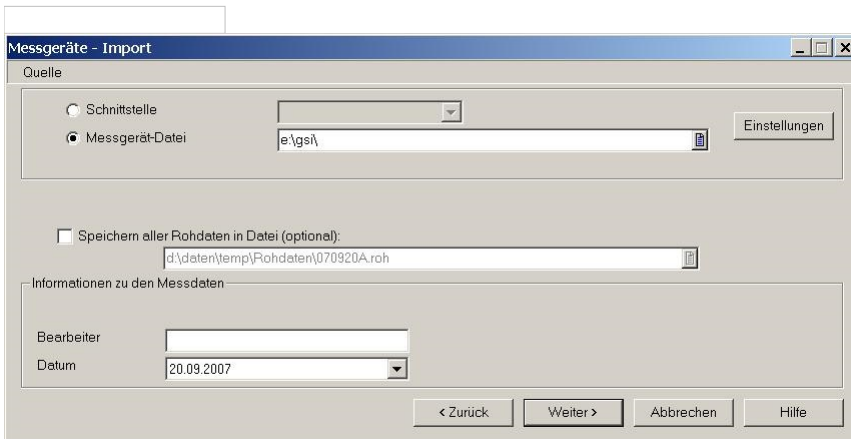 Messgeräte - Import
Quelle
Schnittstelle
Messgerät-Datei
e:\gsi\
Einstellungen
Speichern aller Rohdaten in Datei (optional):
d:\daten\temp\Rohdaten\070920A.roh
Informationen zu den Messdaten
Bearbeiter
Datum
20.09.2007
< Zurück Weiter > Abbrechen Hilfe